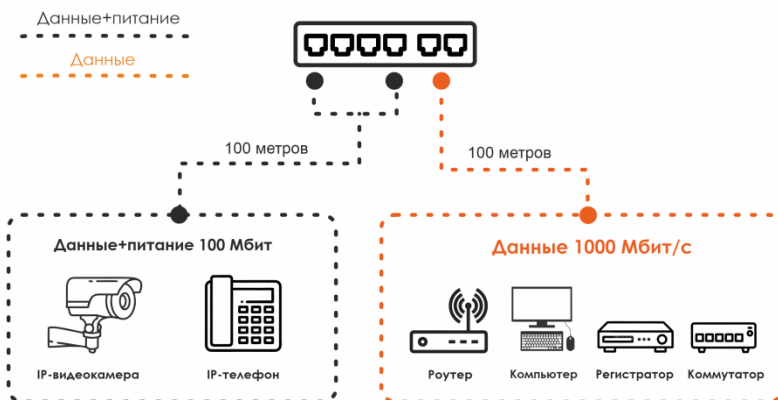 Данные+питание
Данные
100 метров
100 метров
Данные+питание 100 Мбит
Данные 1000 Мбит/с
IP-видеокамера
IP-телефон
Роутер
Компьютер
Регистратор
Коммутатор